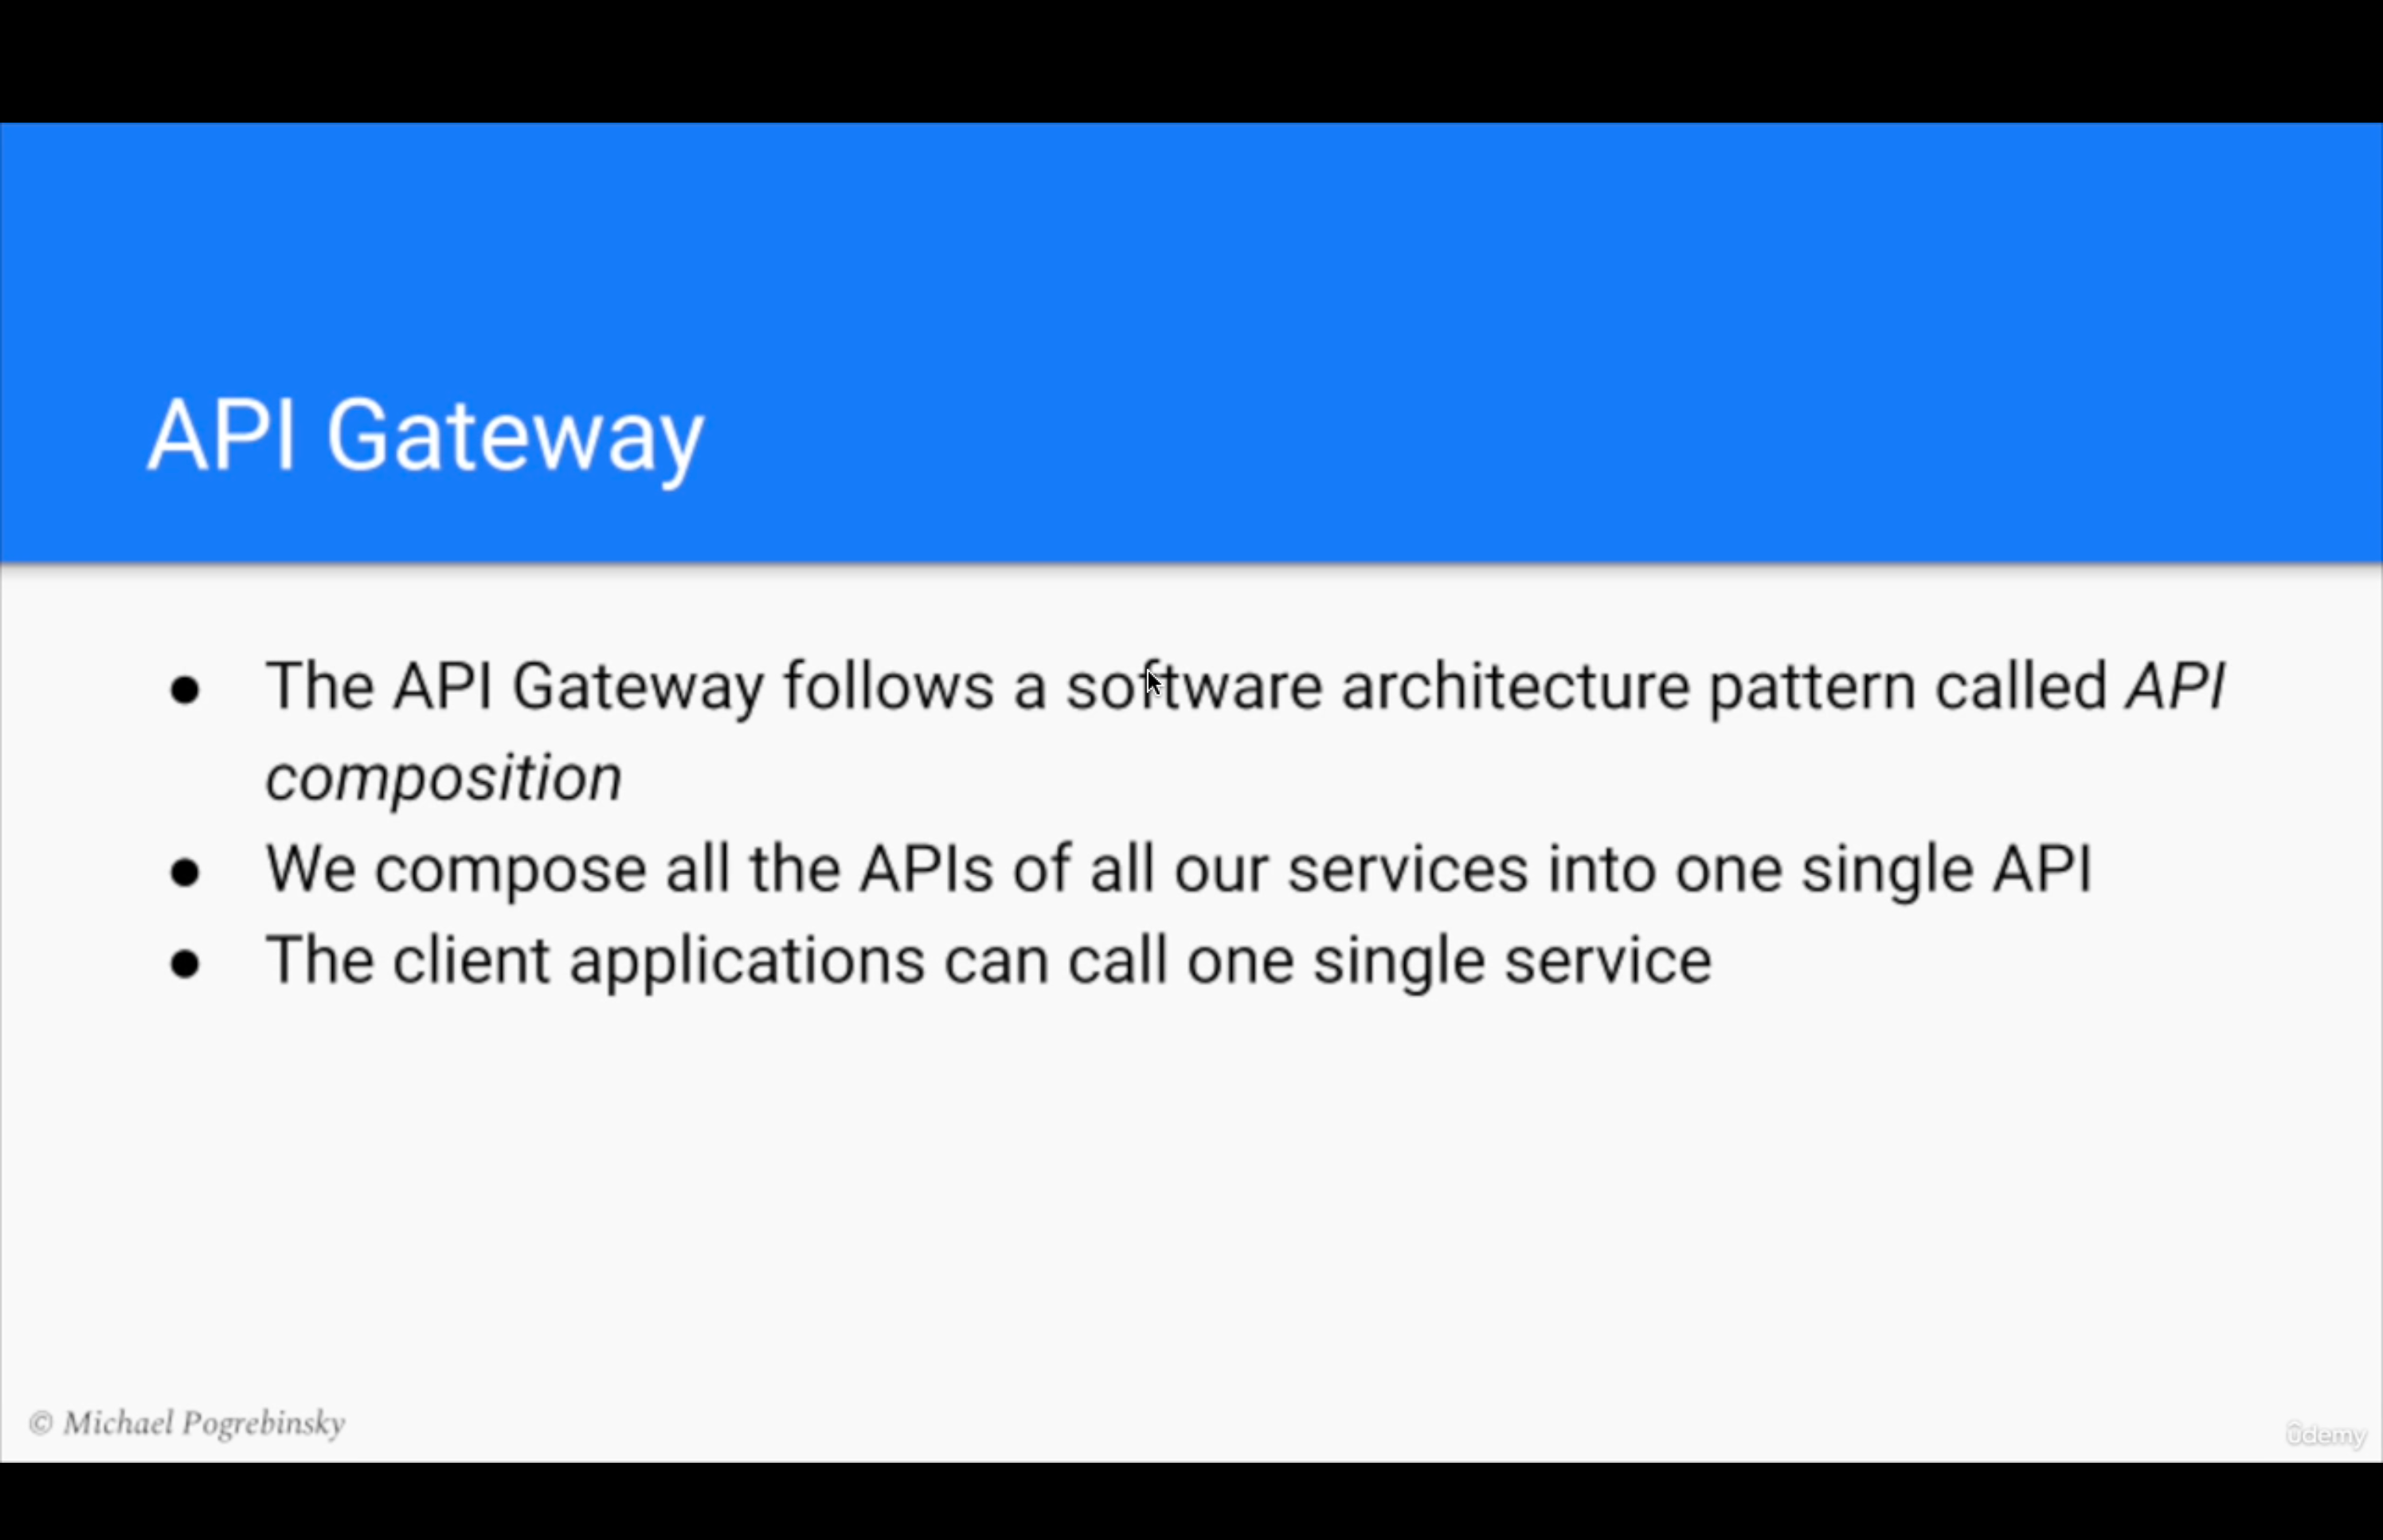 API Gateway
● The API Gateway follows a software architecture pattern called API
composition
● We compose all the APIs of all our services into one single API
● The client applications can call one single service
© Michael Pogrebinsky
ûdemy